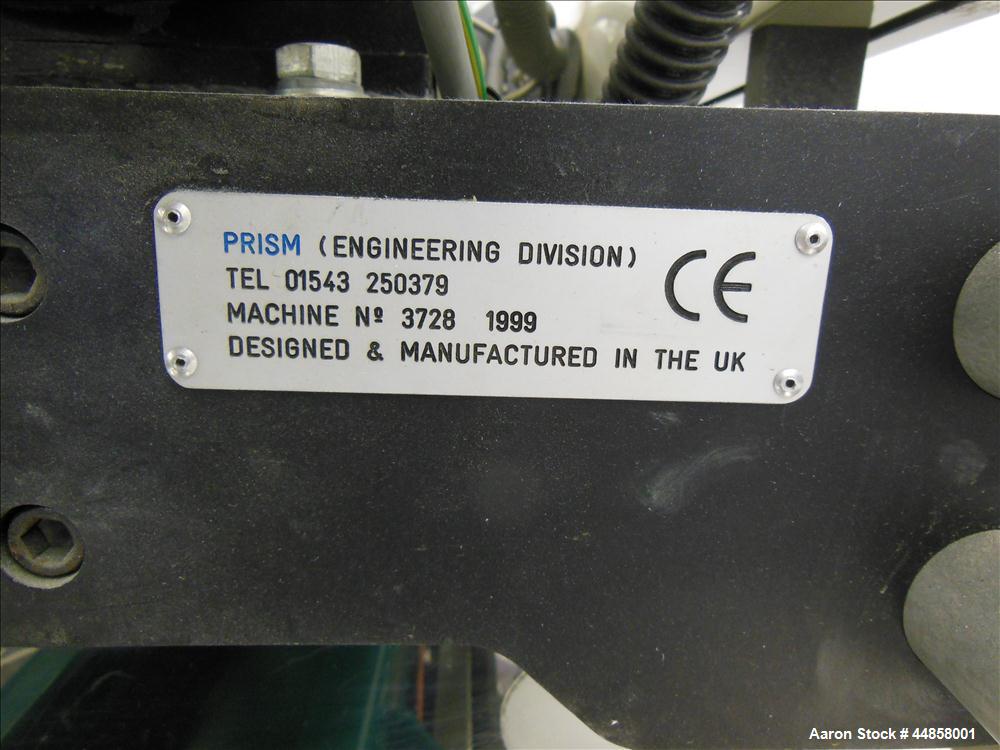 PRISM (ENGINEERING DIVISION)
TEL 01543 250379
MACHINE Nº 3728 1999
DESIGNED & MANUFACTURED IN THE UK
CE
Aaron Stock # 44858001